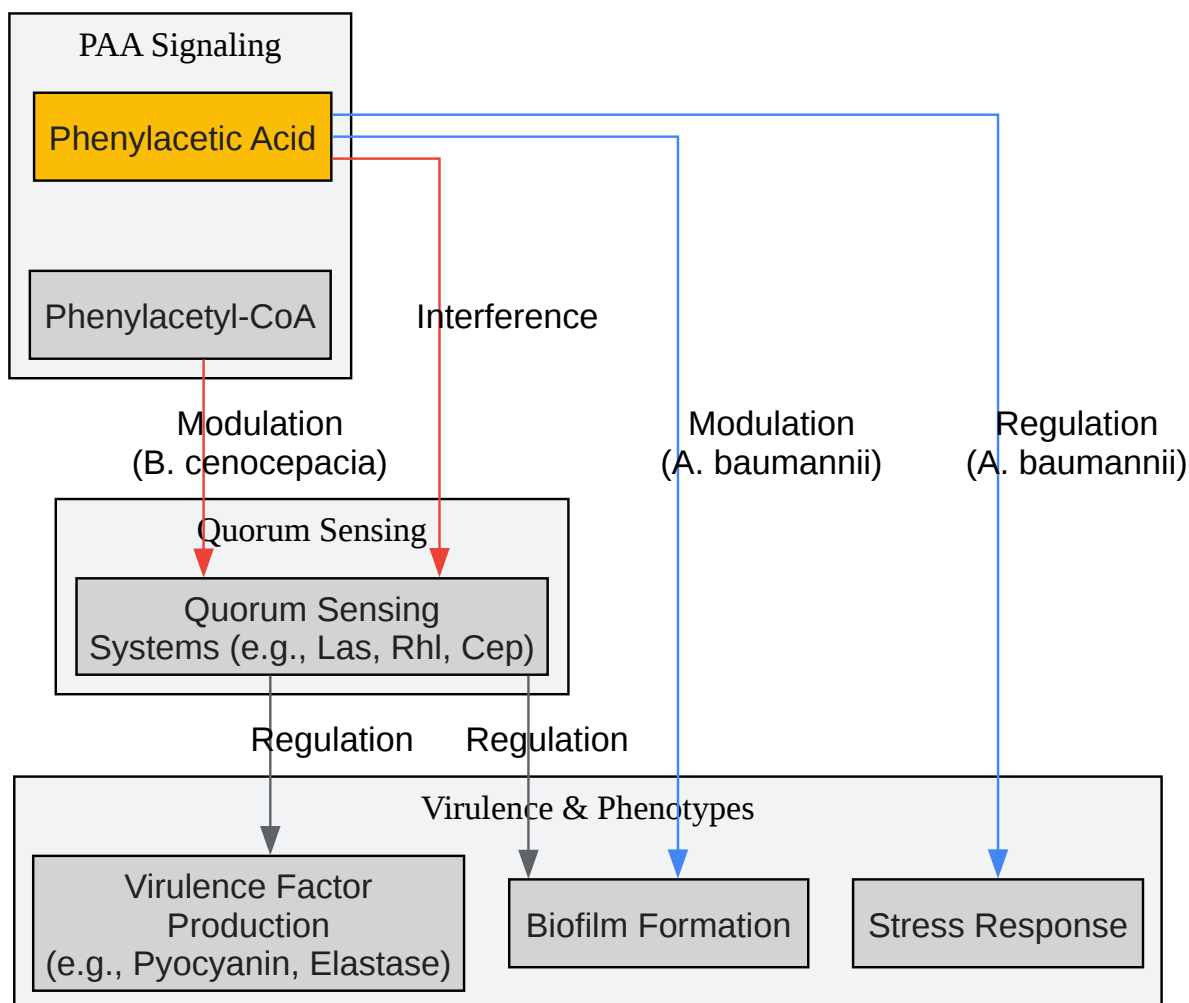 PAA Signaling
Phenylacetic Acid
Phenylacetyl-CoA
Interference
Modulation
(B. cenocepacia)
Modulation
(A. baumannii)
Regulation
(A. baumannii)
Quorum Sensing
Quorum Sensing
Systems (e.g., Las, Rhl, Cep)
Regulation
Regulation
Virulence & Phenotypes
Virulence Factor
Production
(e.g., Pyocyanin, Elastase)
Biofilm Formation
Stress Response